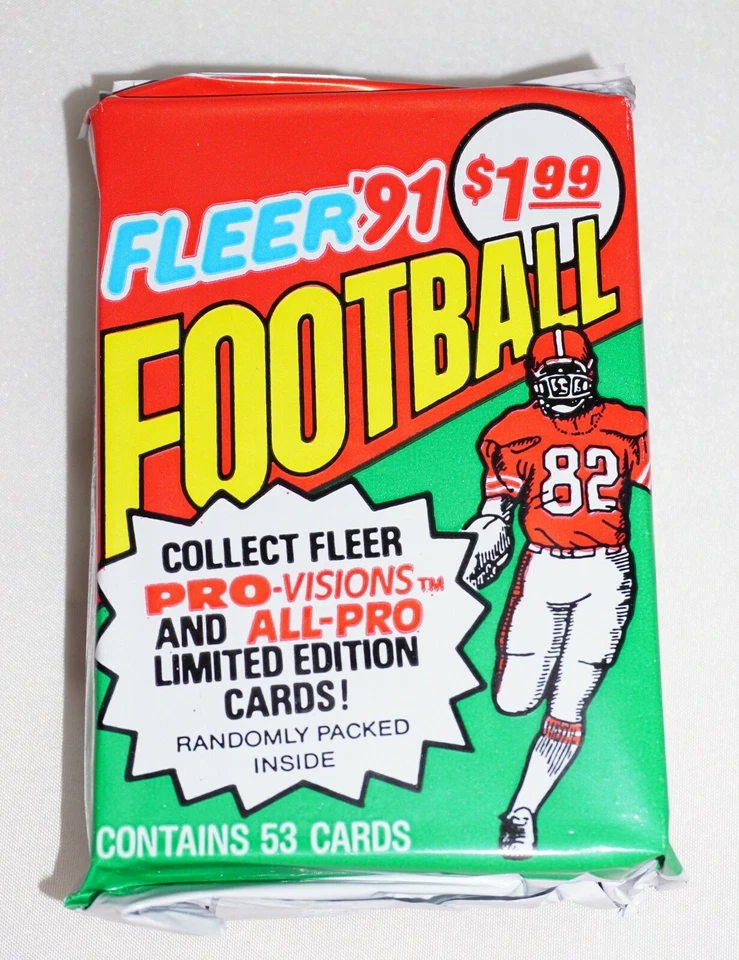 FLEER '91
$1.99
FOOTBALL
82
COLLECT FLEER
PRO-VISIONS™
AND ALL-PRO
LIMITED EDITION
CARDS!
RANDOMLY PACKED
INSIDE
CONTAINS 53 CARDS